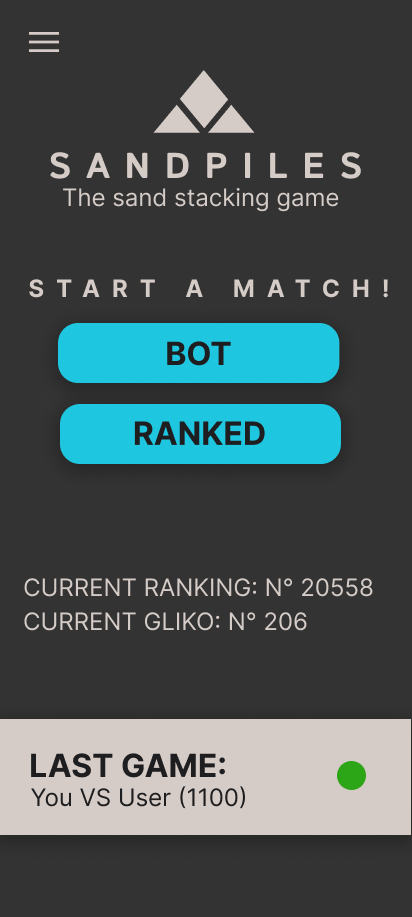 SANDPILES
The sand stacking game
START A MATCH!
BOT
RANKED
CURRENT RANKING: N° 20558
CURRENT GLIKO: N° 206
LAST GAME:
You VS User (1100)